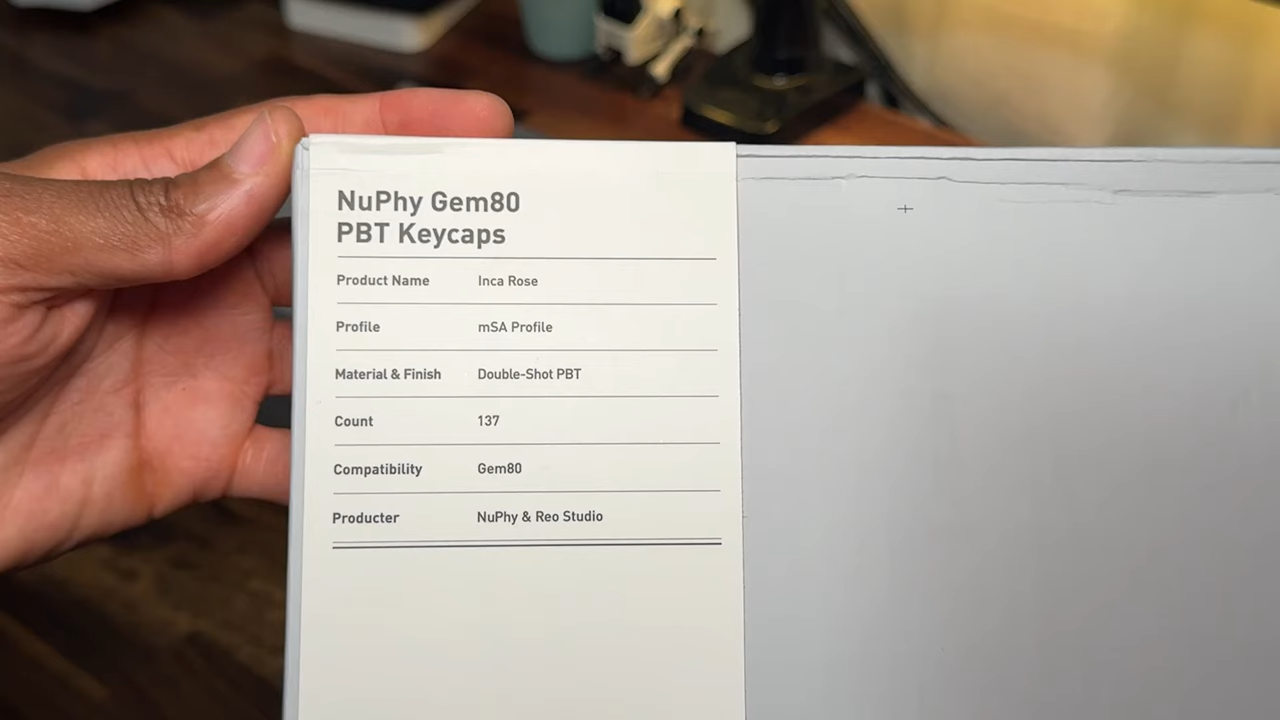 NuPhy Gem80
PBT Keycaps
Product Name Inca Rose
Profile mSA Profile
Material & Finish Double-Shot PBT
Count 137
Compatibility Gem80
Producter NuPhy & Reo Studio